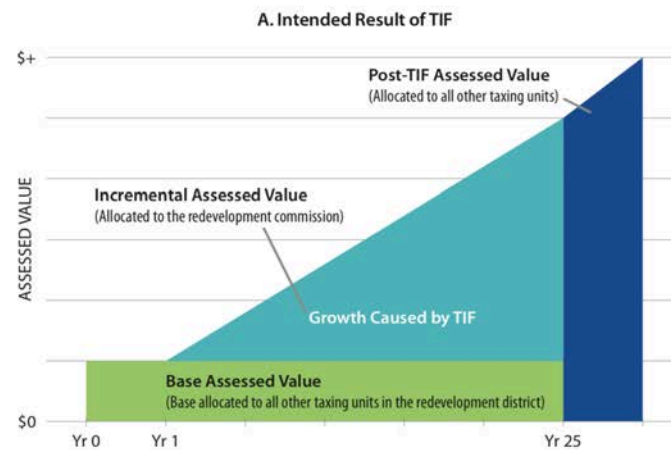 A. Intended Result of TIF
$+
Post-TIF Assessed Value
(Allocated to all other taxing units)
Incremental Assessed Value
(Allocated to the redevelopment commission)
ASSESSED VALUE
Growth Caused by TIF
Base Assessed Value
(Base allocated to all other taxing units in the redevelopment district)
$0
Yr 0 Yr 1 Yr 25